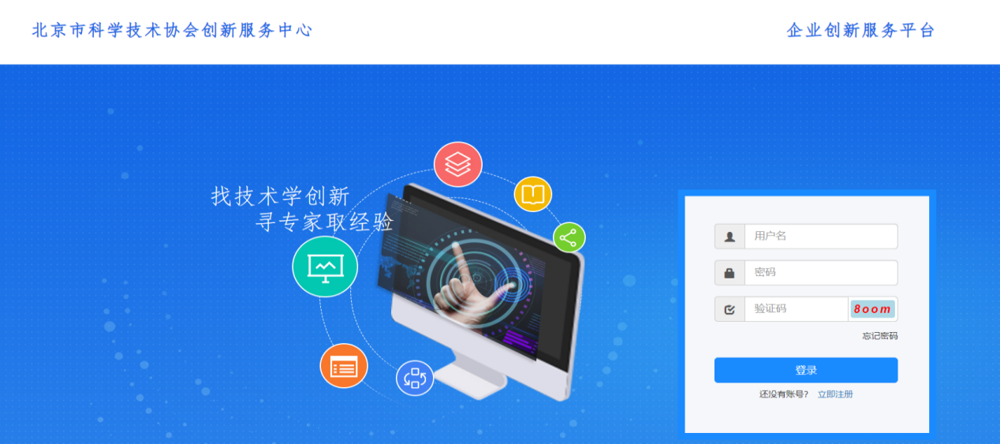 北京市科学技术协会创新服务中心
企业创新服务平台
找技术学创新
寻专家取经验
用户名
密码
验证码
8oom
忘记密码
登录
还没有账号? 立即注册